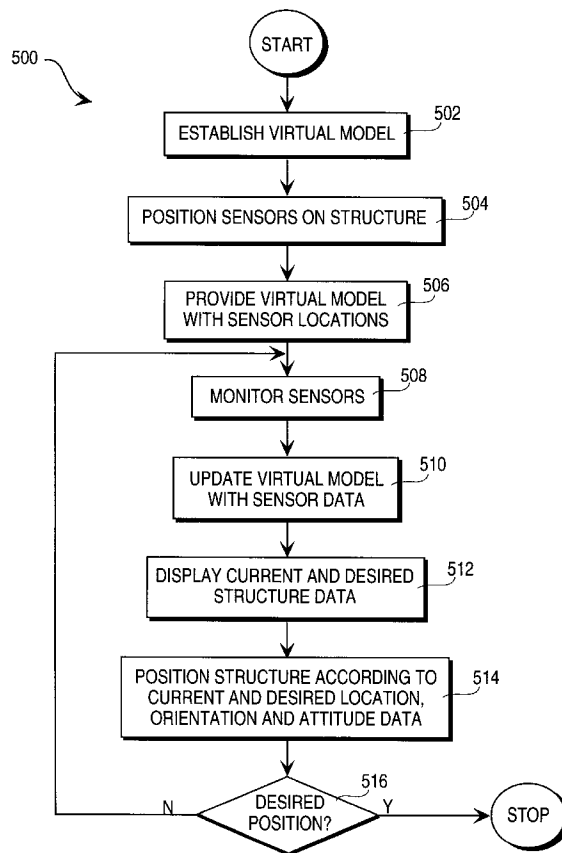 START
500
ESTABLISH VIRTUAL MODEL
502
POSITION SENSORS ON STRUCTURE
504
PROVIDE VIRTUAL MODEL
WITH SENSOR LOCATIONS
506
MONITOR SENSORS
508
UPDATE VIRTUAL MODEL
WITH SENSOR DATA
510
DISPLAY CURRENT AND DESIRED
STRUCTURE DATA
512
POSITION STRUCTURE ACCORDING TO
CURRENT AND DESIRED LOCATION,
ORIENTATION AND ATTITUDE DATA
514
516
N
DESIRED
POSITION?
Y
STOP